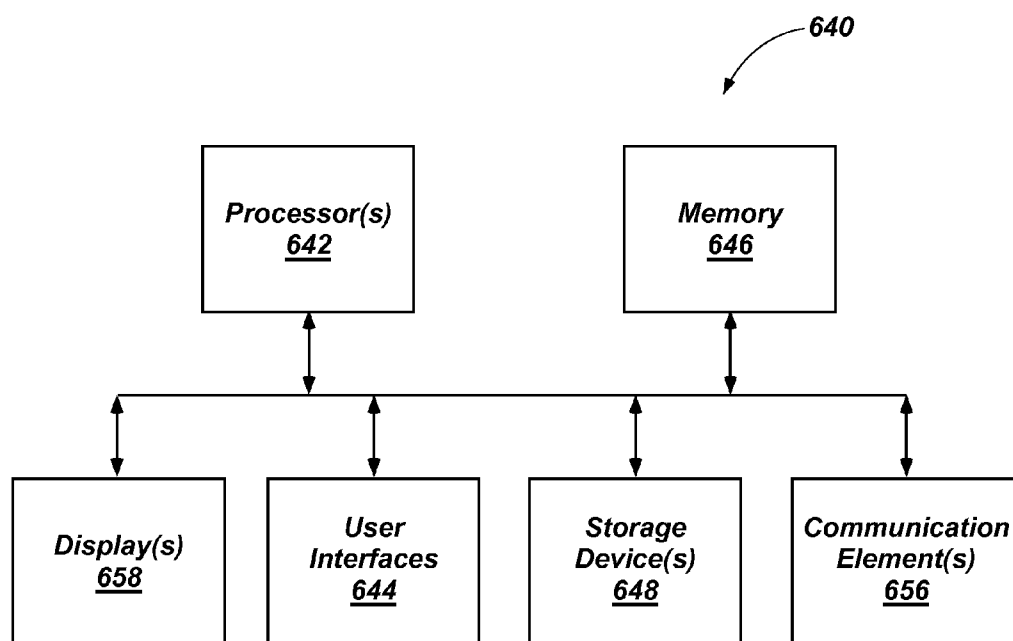 640
Processor(s)
642
Memory
646
Display(s)
658
User
Interfaces
644
Storage
Device(s)
648
Communication
Element(s)
656